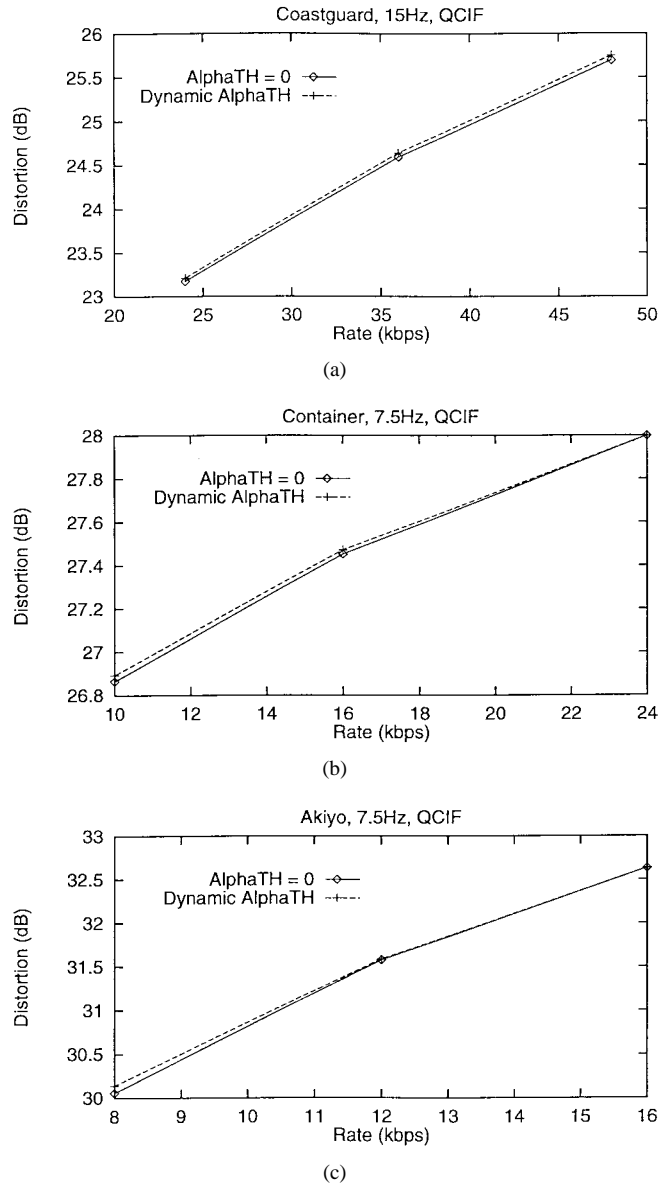 Coastguard, 15Hz, QCIF
26
25.5
25
24.5
24
23.5
23
AlphaTH = 0
Dynamic AlphaTH
Distortion (dB)
20 25 30 35 40 45 50
Rate (kbps)
(a)
Container, 7.5Hz, QCIF
28
27.8
27.6
27.4
27.2
27
26.8
AlphaTH = 0
Dynamic AlphaTH
Distortion (dB)
10 12 14 16 18 20 22 24
Rate (kbps)
(b)
Akiyo, 7.5Hz, QCIF
33
32.5
32
31.5
31
30.5
30
AlphaTH = 0
Dynamic AlphaTH
Distortion (dB)
8 9 10 11 12 13 14 15 16
Rate (kbps)
(c)